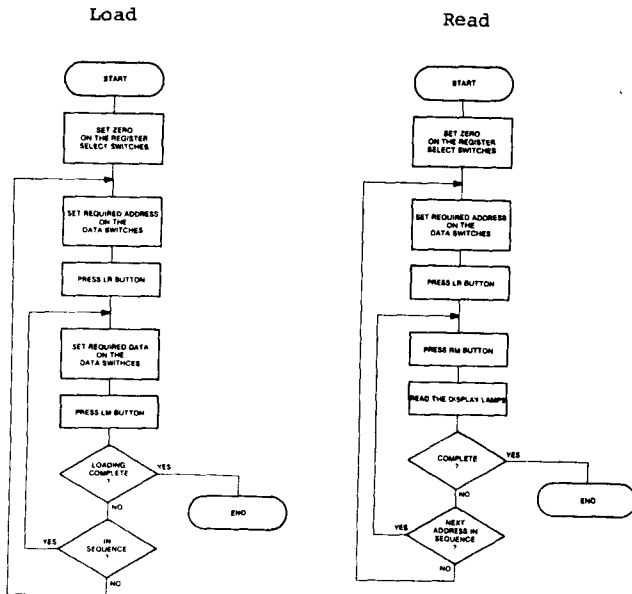 Load
START
SET ZERO
ON THE REGISTER
SELECT SWITCHES
SET REQUIRED ADDRESS
ON THE
DATA SWITCHES
PRESS LR BUTTON
SET REQUIRED DATA
ON THE
DATA SWITHCES
PRESS LM BUTTON
LOADING
COMPLETE
?
YES
NO
END
IN
SEQUENCE
?
YES
NO
Read
START
SET ZERO
ON THE REGISTER
SELECT SWITCHES
SET REQUIRED ADDRESS
ON THE
DATA SWITCHES
PRESS LR BUTTON
PRESS RM BUTTON
READ THE DISPLAY LAMPS
COMPLETE
?
YES
NO
END
NEXT
ADDRESS IN
SEQUENCE
?
YES
NO